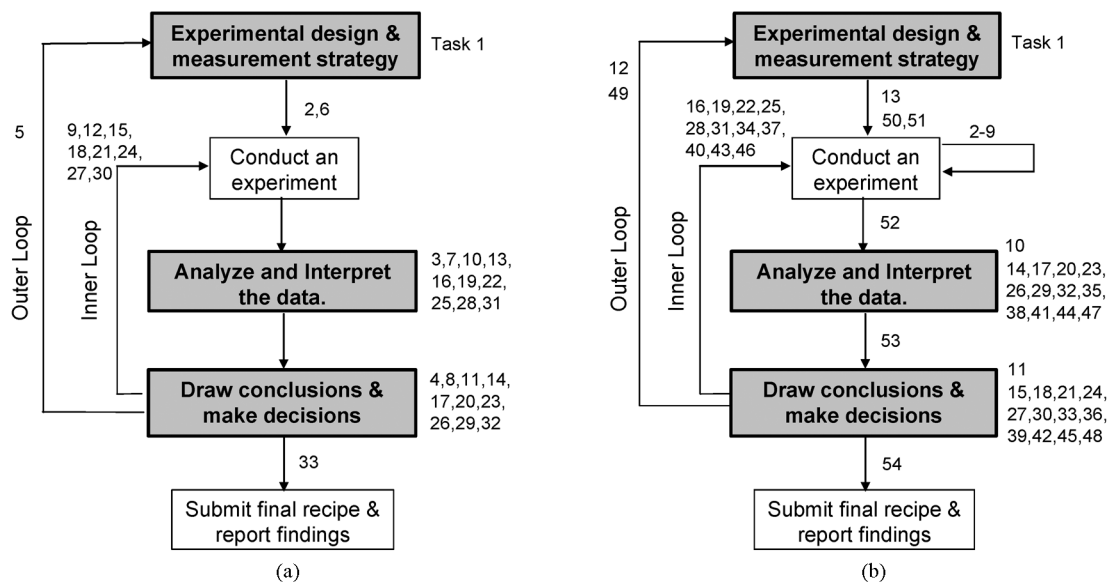 Experimental design &
measurement strategy
Task 1
2,6
5
9,12,15,
18,21,24,
27,30
Conduct an
experiment
Outer Loop
Inner Loop
Analyze and Interpret
the data.
3,7,10,13,
16,19,22,
25,28,31
Draw conclusions &
make decisions
4,8,11,14,
17,20,23,
26,29,32
33
Submit final recipe &
report findings
(a)
Experimental design &
measurement strategy
Task 1
12
49
13
50,51
16,19,22,25,
28,31,34,37,
40,43,46
2-9
Conduct an
experiment
52
Outer Loop
Inner Loop
Analyze and Interpret
the data.
10
14,17,20,23,
26,29,32,35,
38,41,44,47
53
Draw conclusions &
make decisions
11
15,18,21,24,
27,30,33,36,
39,42,45,48
54
Submit final recipe &
report findings
(b)